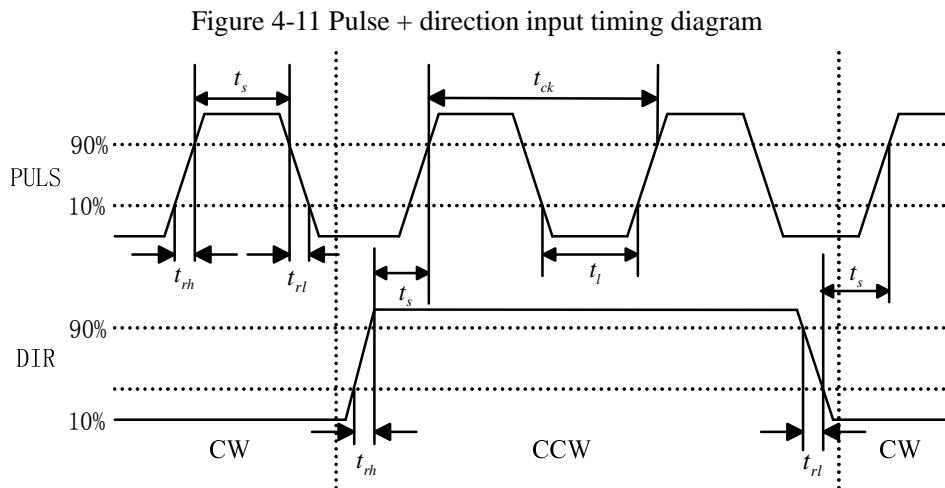 Figure 4-11 Pulse + direction input timing diagram
t_s
t_ck
90%
PULS
10%
t_rh
t_rl
t_s
t_l
t_s
90%
DIR
10%
CW
t_rh
CCW
t_rl
CW